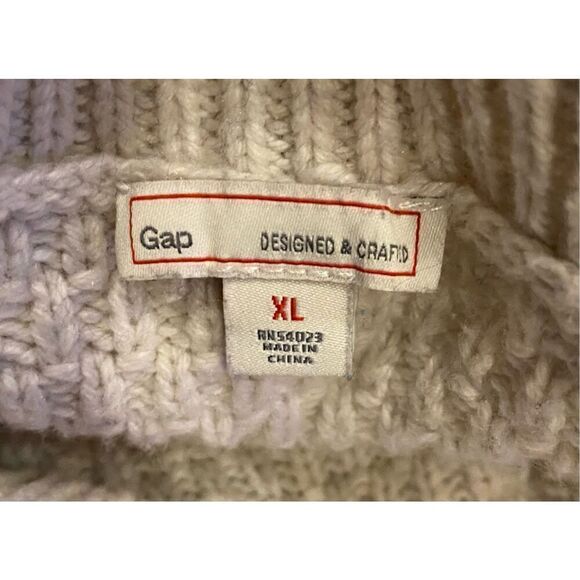 Gap DESIGNED & CRAFTED
XL
RN54023
MADE IN
CHINA